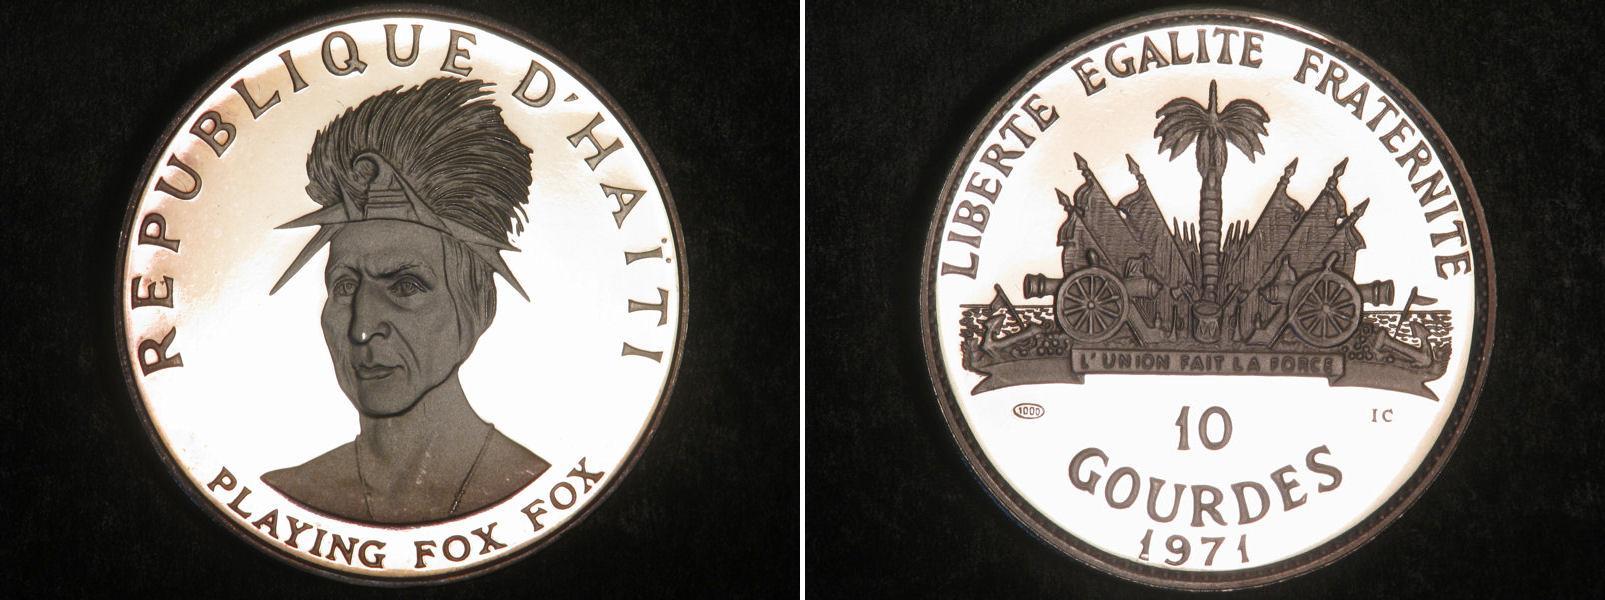 REPUBLIQUE D'HAÏTI
PLAYING FOX FOX
LIBERTE EGALITE FRATERNITE
L'UNION FAIT LA FORCE
1000
IC
10
GOURDES
1971